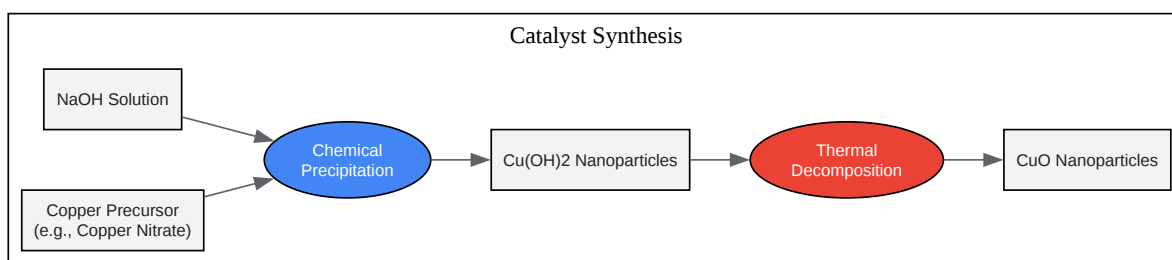 Catalyst Synthesis
NaOH Solution
Copper Precursor
(e.g., Copper Nitrate)
Chemical
Precipitation
Cu(OH)2 Nanoparticles
Thermal
Decomposition
CuO Nanoparticles